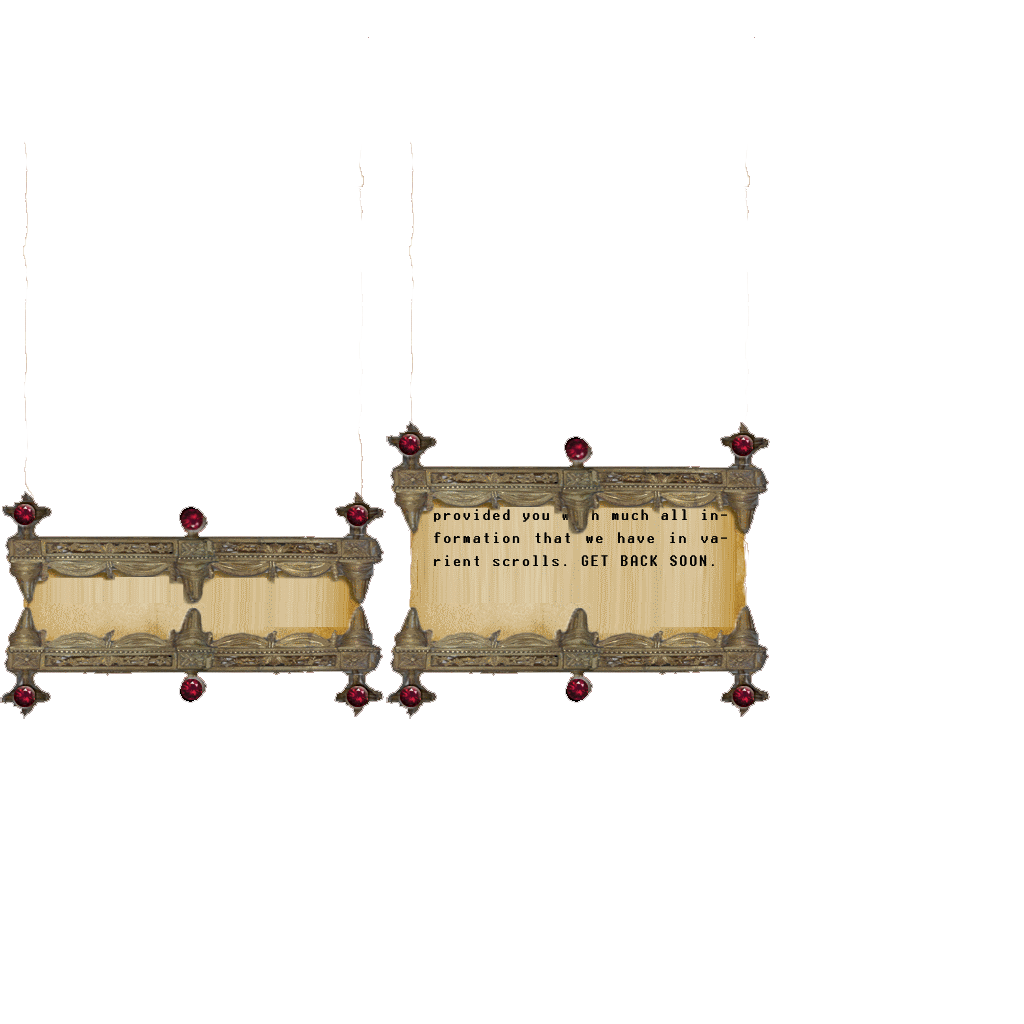 provided you much all in-
formation that we have in va-
rient scrolls. GET BACK SOON.